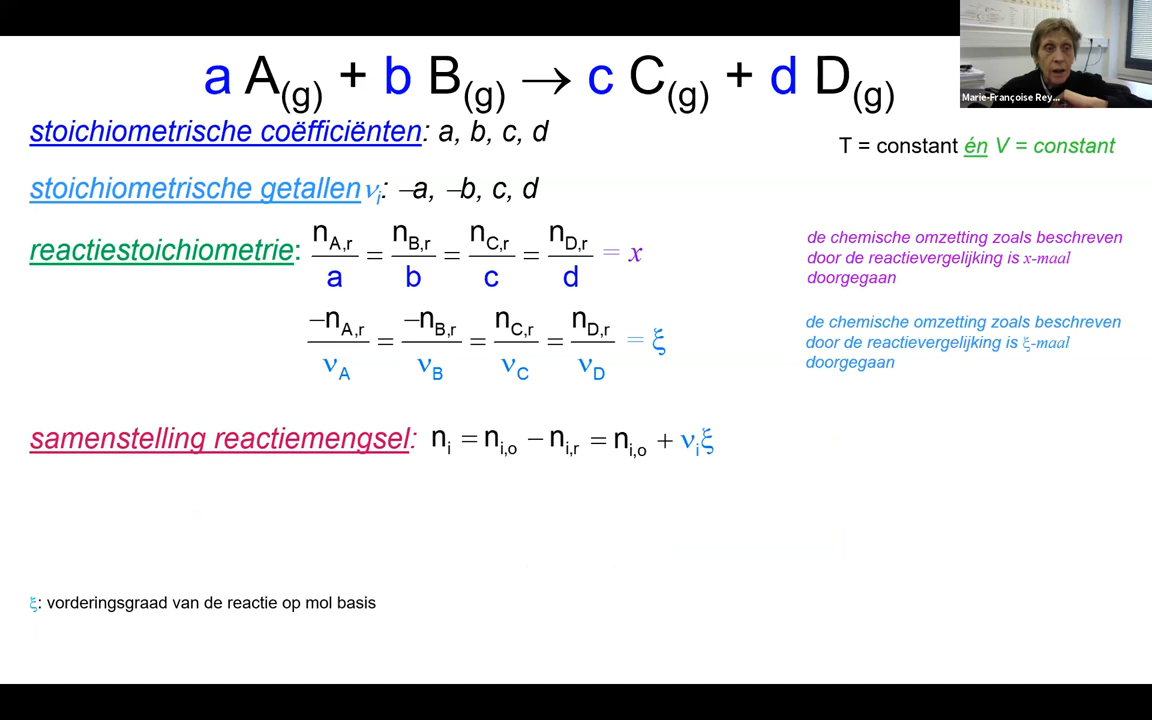 a A(g) + b B(g) → c C(g) + d D(g)
Marie-Françoise Rey...
stoichiometrische coëfficiënten: a, b, c, d
T = constant én V = constant
stoichiometrische getallen νi: –a, –b, c, d
reactiestoichiometrie: nA,r/a = nB,r/b = nC,r/c = nD,r/d = x
de chemische omzetting zoals beschreven
door de reactievergelijking is x-maal
doorgegaan
–nA,r/νA = –nB,r/νB = nC,r/νC = nD,r/νD = ξ
de chemische omzetting zoals beschreven
door de reactievergelijking is ξ-maal
doorgegaan
samenstelling reactiemengsel: ni = ni,o – ni,r = ni,o + νiξ
ξ: vorderingsgraad van de reactie op mol basis